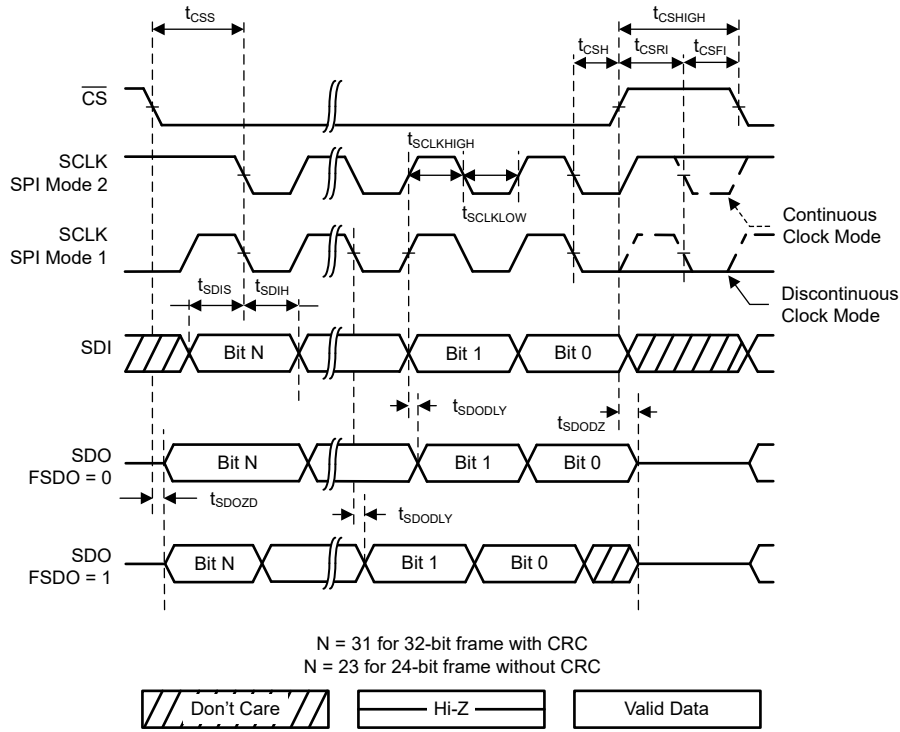 tCSS
tCSHIGH
tCSH
tCSRI
tCSFI
CS
SCLK
SPI Mode 2
tSCLKHIGH
tSCLKLOW
Continuous
Clock Mode
SCLK
SPI Mode 1
Discontinuous
Clock Mode
tSDIS
tSDIH
SDI
Bit N
Bit 1
Bit 0
tSDODLY
tSDODZ
SDO
FSDO = 0
Bit N
Bit 1
Bit 0
tSDOZD
tSDODLY
SDO
FSDO = 1
Bit N
Bit 1
Bit 0
N = 31 for 32-bit frame with CRC
N = 23 for 24-bit frame without CRC
Don't Care
Hi-Z
Valid Data